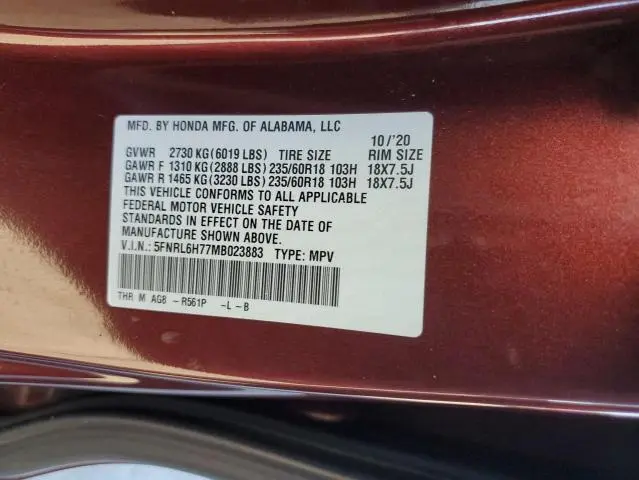 MFD. BY HONDA MFG. OF ALABAMA, LLC 10/'20
GVWR 2730 KG(6019 LBS) TIRE SIZE RIM SIZE
GAWR F 1310 KG(2888 LBS) 235/60R18 103H 18X7.5J
GAWR R 1465 KG(3230 LBS) 235/60R18 103H 18X7.5J
THIS VEHICLE CONFORMS TO ALL APPLICABLE
FEDERAL MOTOR VEHICLE SAFETY
STANDARDS IN EFFECT ON THE DATE OF
MANUFACTURE SHOWN ABOVE.
V.I.N.: 5FNRL6H77MB023883 TYPE: MPV
THR M AG8 -R561P -L-B